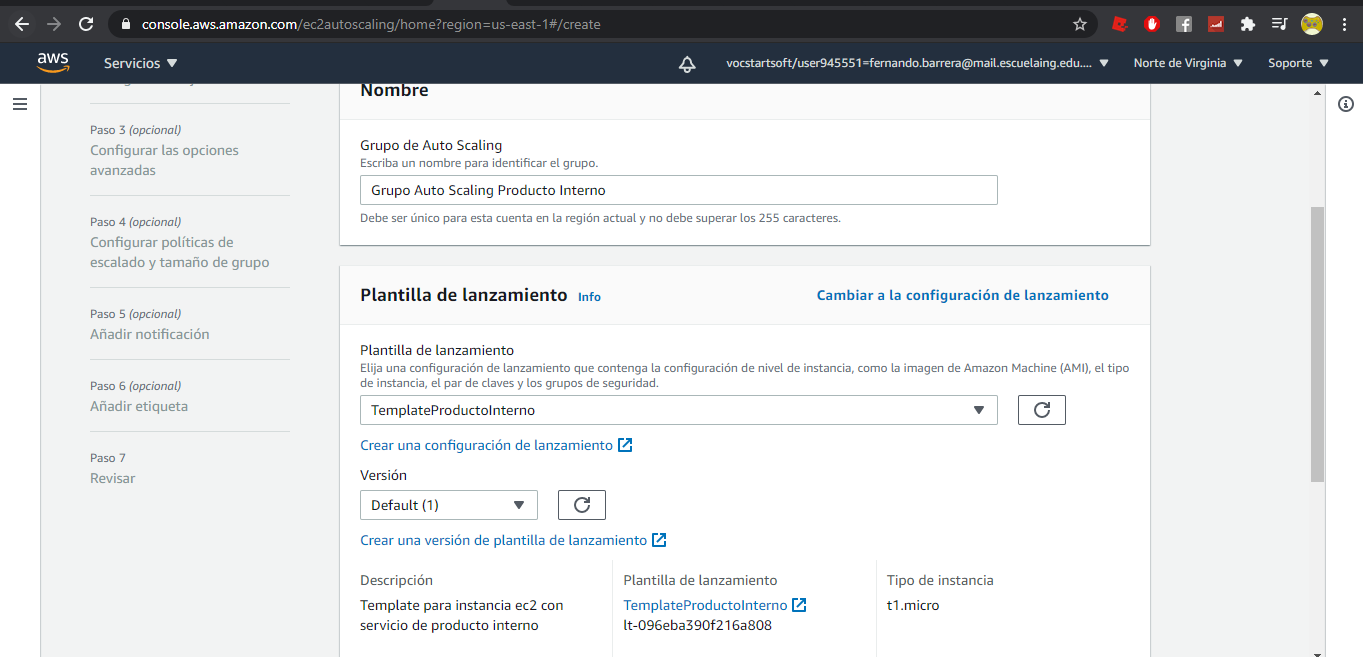 console.aws.amazon.com/ec2autoscaling/home?region=us-east-1#/create
aws
Servicios
vocstartsoft/user945551=fernando.barrera@mail.escuelaing.edu....
Norte de Virginia
Soporte
Paso 3 (opcional)
Configurar las opciones
avanzadas
Paso 4 (opcional)
Configurar políticas de
escalado y tamaño de grupo
Paso 5 (opcional)
Añadir notificación
Paso 6 (opcional)
Añadir etiqueta
Paso 7
Revisar
Nombre
Grupo de Auto Scaling
Escriba un nombre para identificar el grupo.
Grupo Auto Scaling Producto Interno
Debe ser único para esta cuenta en la región actual y no debe superar los 255 caracteres.
Plantilla de lanzamiento Info
Cambiar a la configuración de lanzamiento
Plantilla de lanzamiento
Elija una configuración de lanzamiento que contenga la configuración de nivel de instancia, como la imagen de Amazon Machine (AMI), el tipo
de instancia, el par de claves y los grupos de seguridad.
TemplateProductoInterno
Crear una configuración de lanzamiento
Versión
Default (1)
Crear una versión de plantilla de lanzamiento
Descripción
Template para instancia ec2 con
servicio de producto interno
Plantilla de lanzamiento
TemplateProductoInterno
lt-096eba390f216a808
Tipo de instancia
t1.micro